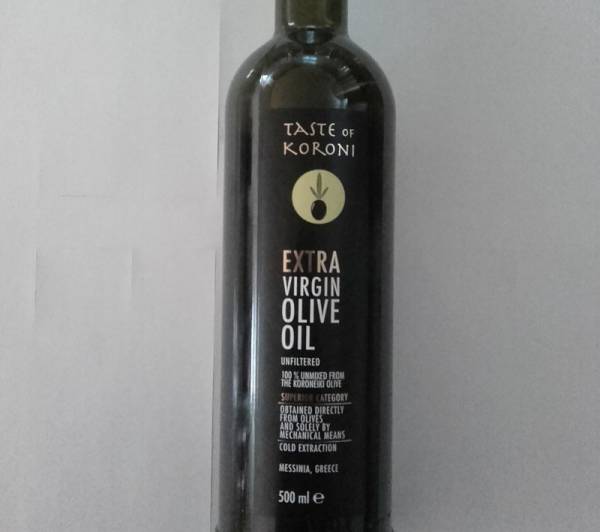 TASTE OF
KORONI
EXTRA
VIRGIN
OLIVE
OIL
UNFILTERED
100 % UNMIXED FROM
THE KORONEIKI OLIVE
SUPERIOR CATEGORY
OBTAINED DIRECTLY
FROM OLIVES
AND SOLELY BY
MECHANICAL MEANS
COLD EXTRACTION
MESSINIA, GREECE
500 ml ℮